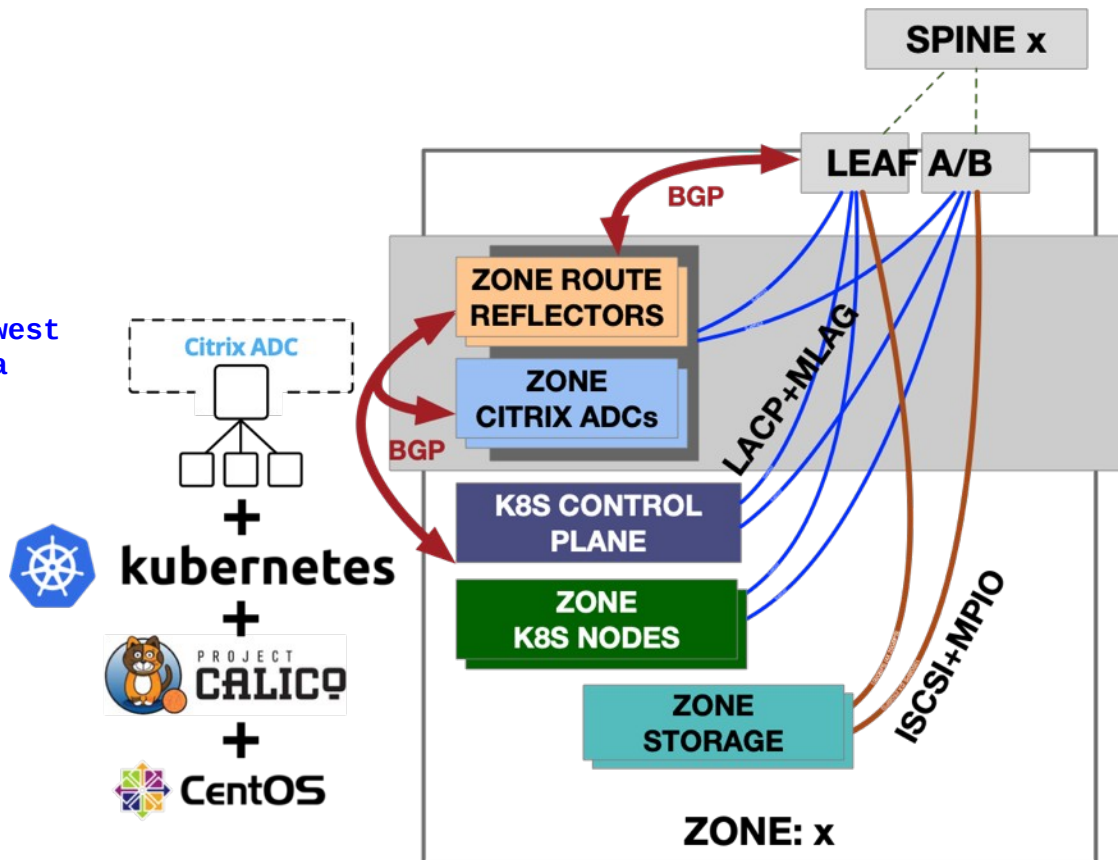 SPINE x
LEAF A/B
BGP
ZONE ROUTE
REFLECTORS
west
a
Citrix ADC
ZONE
CITRIX ADCs
LACP+MLAG
BGP
K8S CONTROL
PLANE
kubernetes
ZONE
K8S NODES
PROJECT
CALICO
ISCSI+MPIO
ZONE
STORAGE
CentOS
ZONE: x